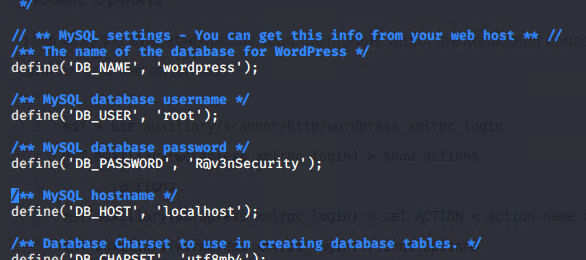 */
// ** MySQL settings - You can get this info from your web host ** //
/** The name of the database for WordPress */
define('DB_NAME', 'wordpress');
/** MySQL database username */
define('DB_USER', 'root');
/** MySQL database password */
define('DB_PASSWORD', 'R@v3nSecurity');
/** MySQL hostname */
define('DB_HOST', 'localhost');
/** Database Charset to use in creating database tables. */
define('DB_CHARSET', 'utf8mb4');